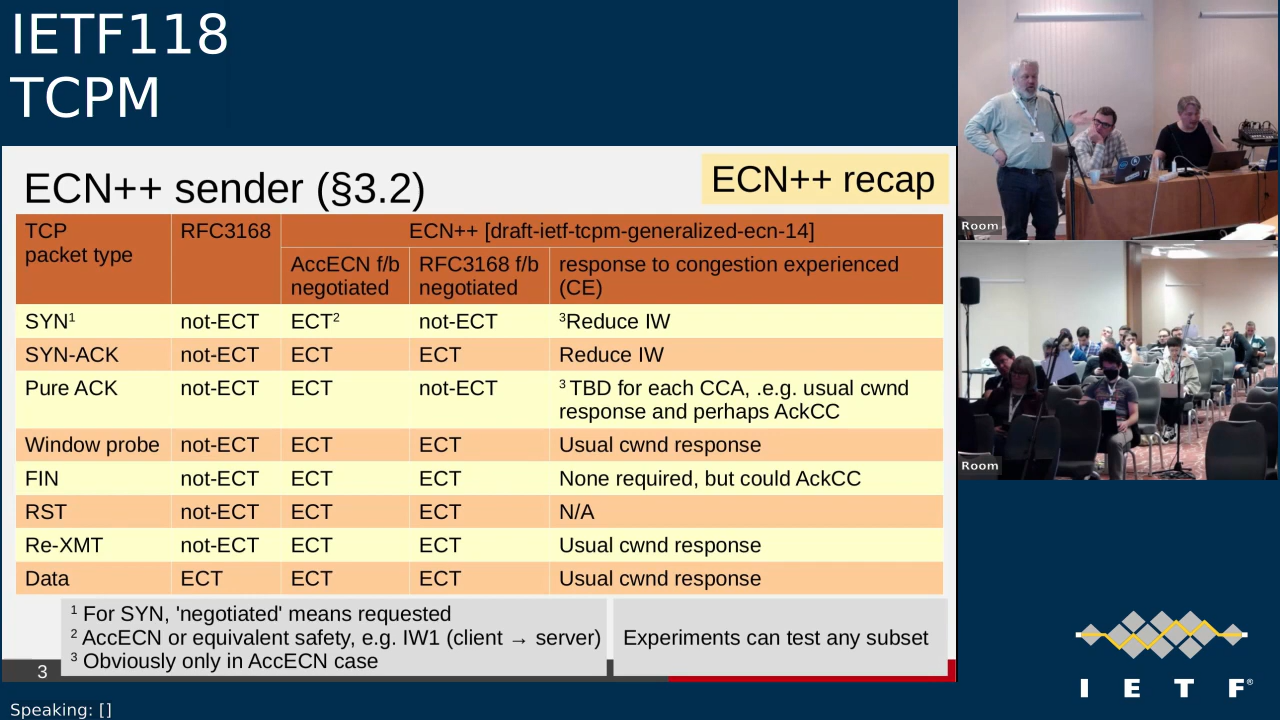 IETF118
TCPM
ECN++ sender (§3.2)
ECN++ recap
TCP
packet type
RFC3168
ECN++ [draft-ietf-tcpm-generalized-ecn-14]
AccECN f/b
negotiated
RFC3168 f/b
negotiated
response to congestion experienced
(CE)
SYN¹ not-ECT ECT² not-ECT ³Reduce IW
SYN-ACK not-ECT ECT ECT Reduce IW
Pure ACK not-ECT ECT not-ECT ³ TBD for each CCA, .e.g. usual cwnd
response and perhaps AckCC
Window probe not-ECT ECT ECT Usual cwnd response
FIN not-ECT ECT ECT None required, but could AckCC
RST not-ECT ECT ECT N/A
Re-XMT not-ECT ECT ECT Usual cwnd response
Data ECT ECT ECT Usual cwnd response
¹ For SYN, 'negotiated' means requested
² AccECN or equivalent safety, e.g. IW1 (client → server)
³ Obviously only in AccECN case
Experiments can test any subset
3
Speaking: []
Room
Room
I E T F®